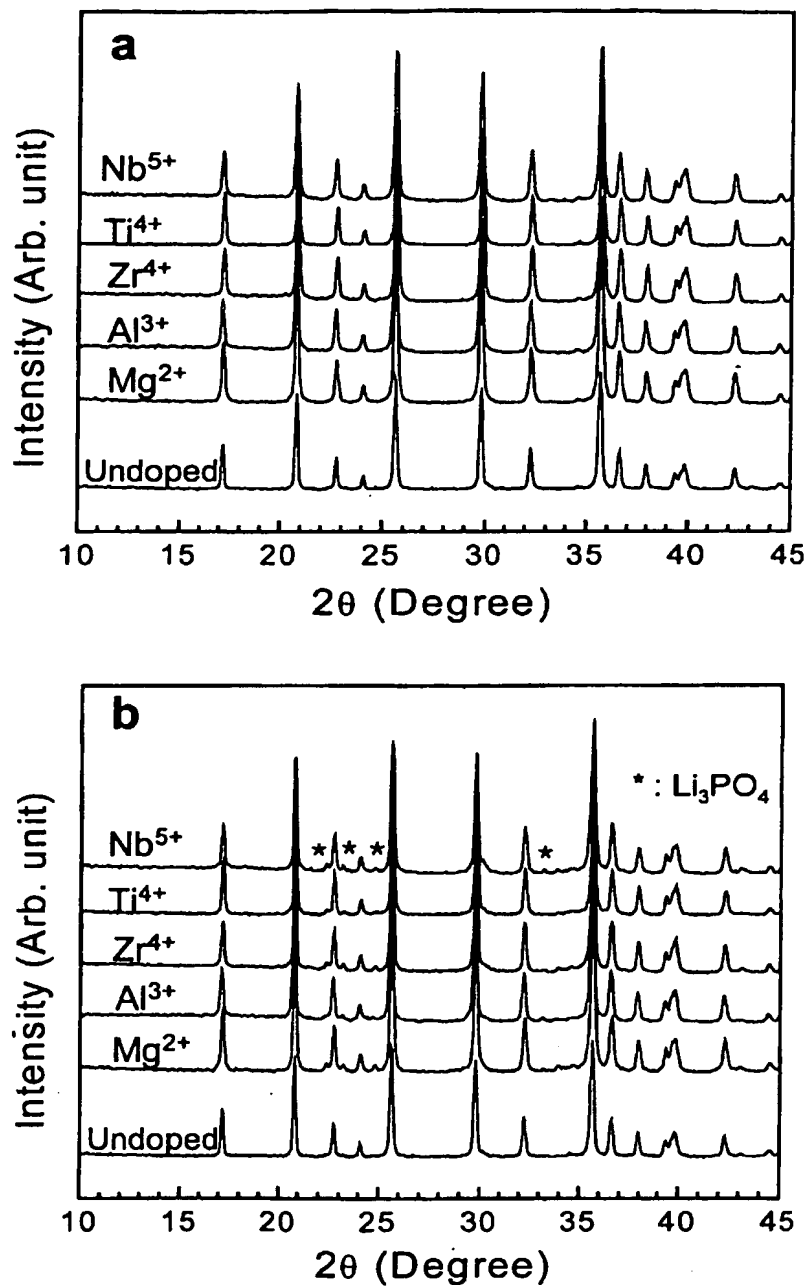 a
Nb⁵⁺
Ti⁴⁺
Zr⁴⁺
Al³⁺
Mg²⁺
Undoped
Intensity (Arb. unit)
10 15 20 25 30 35 40 45
2θ (Degree)
b
* : Li₃PO₄
Nb⁵⁺ * * * *
Ti⁴⁺
Zr⁴⁺
Al³⁺
Mg²⁺
Undoped
Intensity (Arb. unit)
10 15 20 25 30 35 40 45
2θ (Degree)